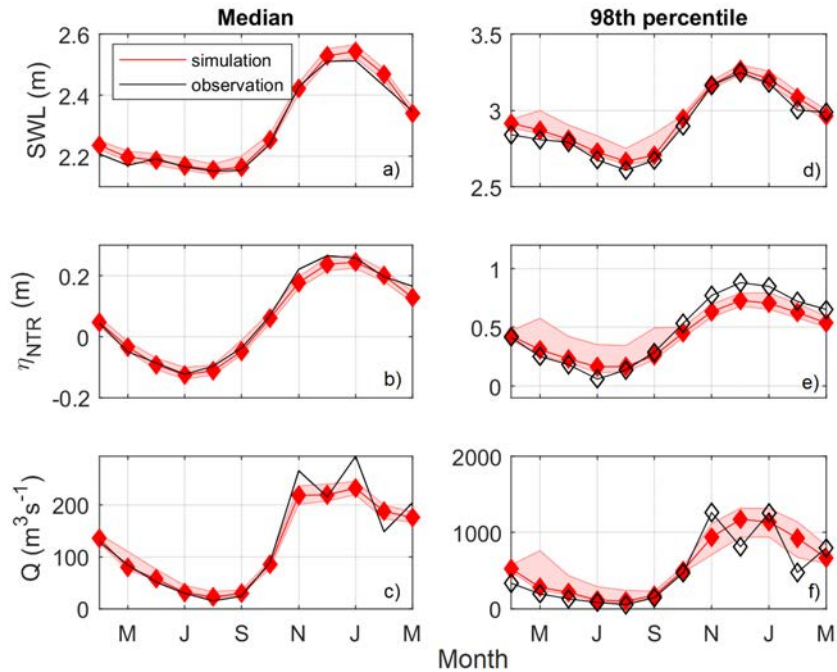 Median
98th percentile
2.6
2.4
2.2
SWL (m)
simulation
observation
a)
3.5
3
2.5
d)
0.2
0
-0.2
ηNTR (m)
b)
1
0.5
0
e)
200
100
0
Q (m³s⁻¹)
c)
2000
1000
0
f)
M J S N J M
M J S N J M
Month